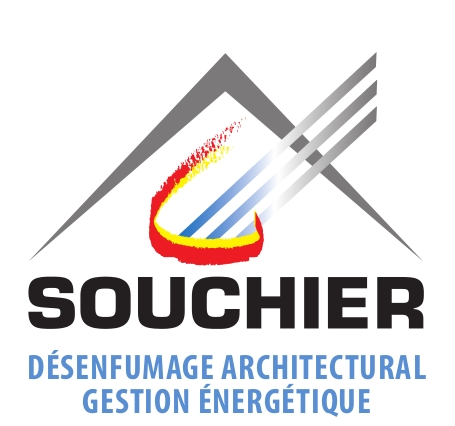 SOUCHIER
DÉSENFUMAGE ARCHITECTURAL
GESTION ÉNERGÉTIQUE